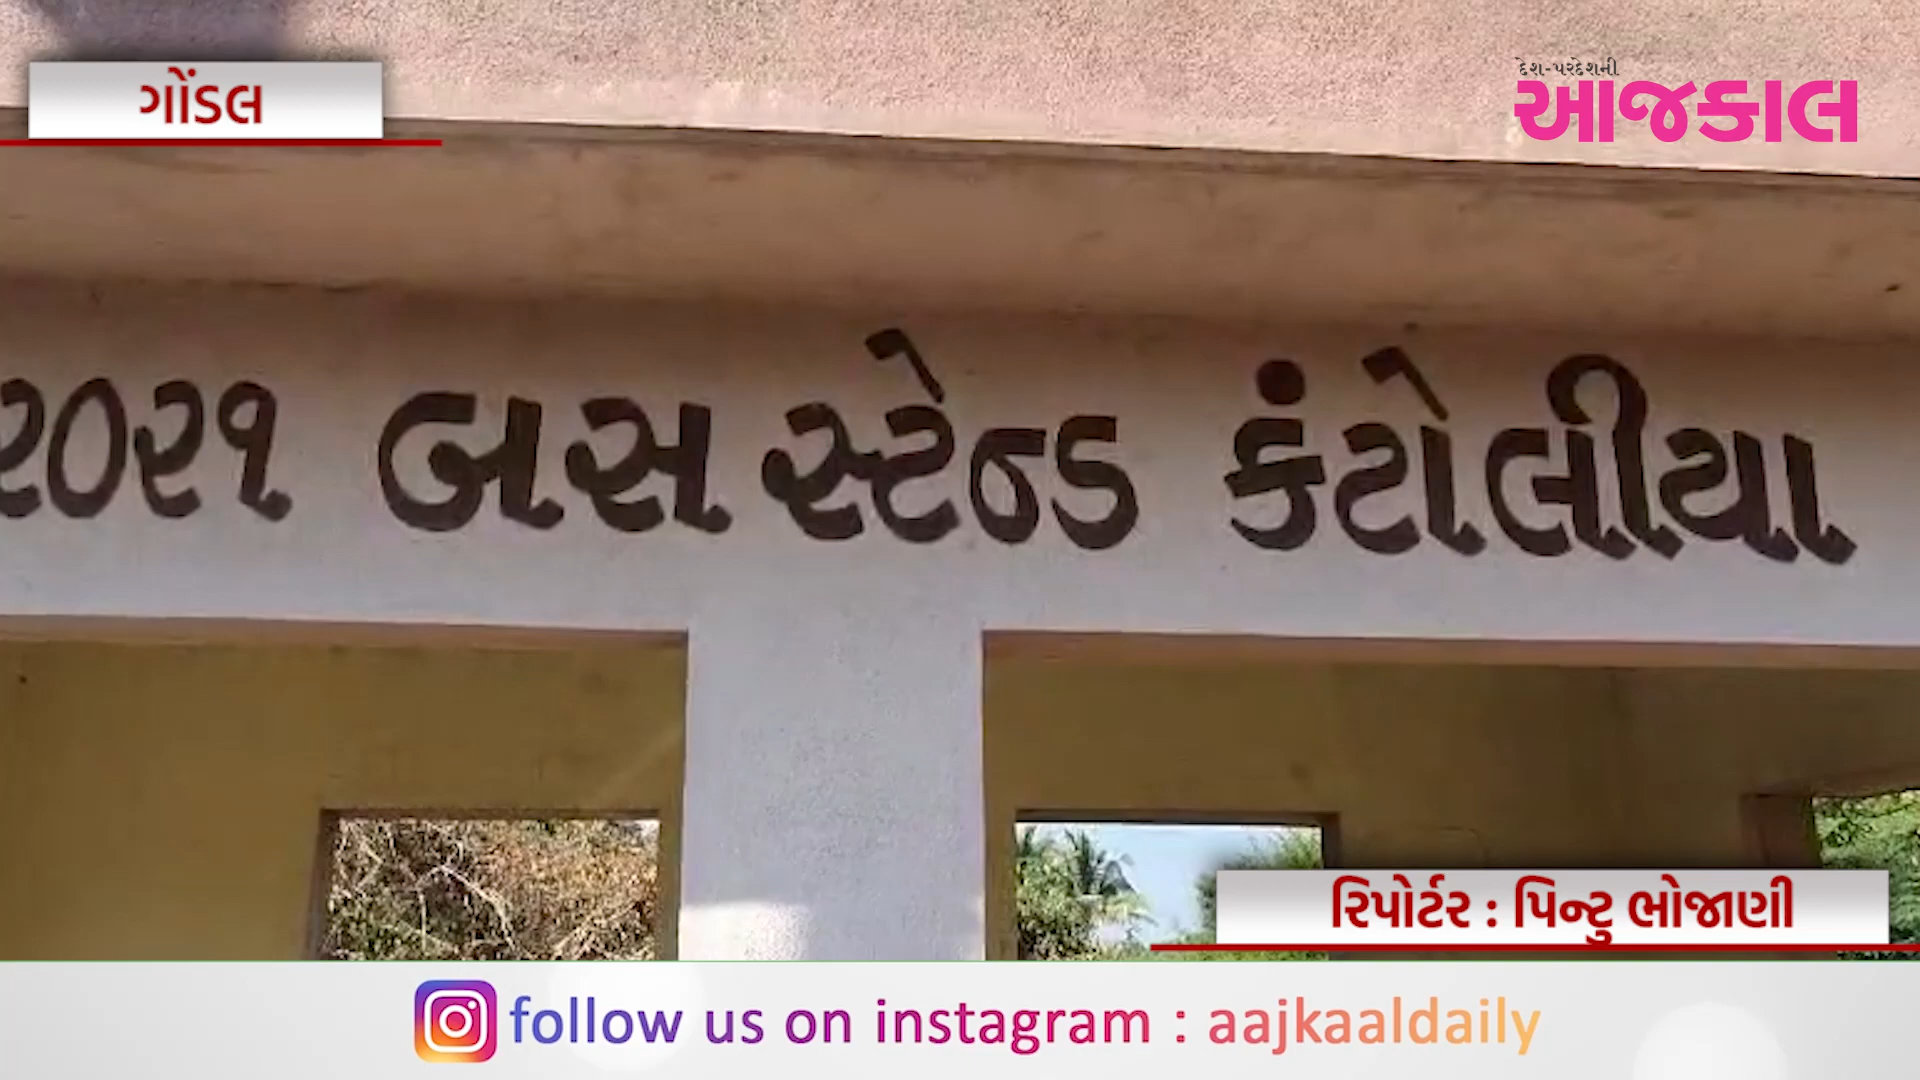 ગોંડલ
દેશ-પરદેશની
આજકાલ
૨૦૨૧ બસ સ્ટેન્ડ કંટોલીયા
રિપોર્ટર : પિન્ટુ ભોજાણી
follow us on instagram : aajkaaldaily